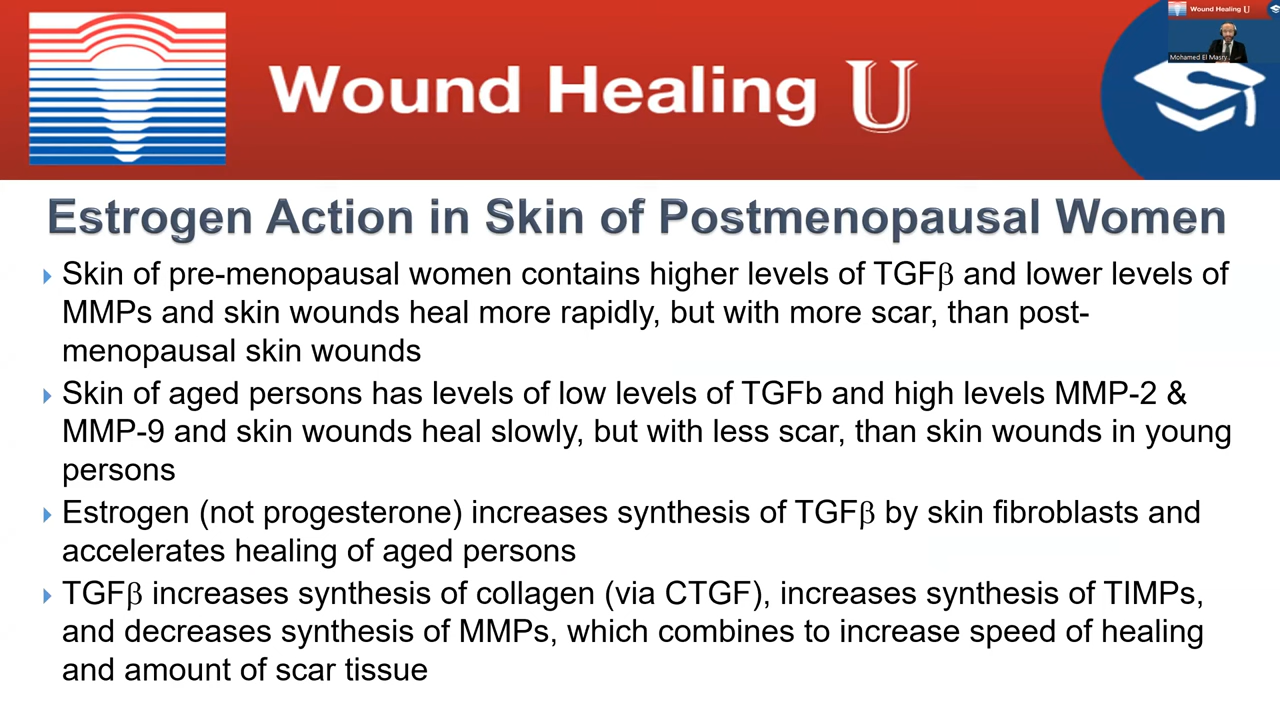 Wound Healing U
Wound Healing U
Mohamed El Masry
Estrogen Action in Skin of Postmenopausal Women
Skin of pre-menopausal women contains higher levels of TGFβ and lower levels of
MMPs and skin wounds heal more rapidly, but with more scar, than post-
menopausal skin wounds
Skin of aged persons has levels of low levels of TGFb and high levels MMP-2 &
MMP-9 and skin wounds heal slowly, but with less scar, than skin wounds in young
persons
Estrogen (not progesterone) increases synthesis of TGFβ by skin fibroblasts and
accelerates healing of aged persons
TGFβ increases synthesis of collagen (via CTGF), increases synthesis of TIMPs,
and decreases synthesis of MMPs, which combines to increase speed of healing
and amount of scar tissue